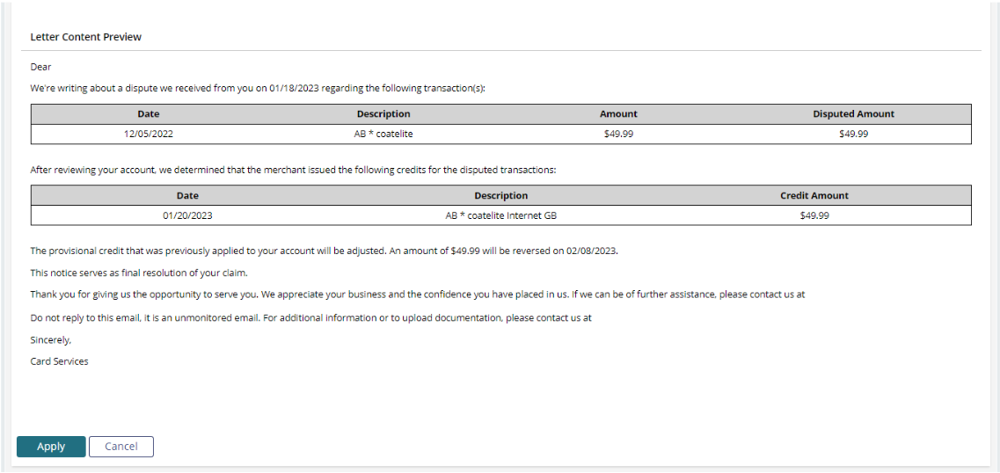 Letter Content Preview
Dear
We're writing about a dispute we received from you on 01/18/2023 regarding the following transaction(s):
Date Description Amount Disputed Amount
12/05/2022 AB * coatelite $49.99 $49.99
After reviewing your account, we determined that the merchant issued the following credits for the disputed transactions:
Date Description Credit Amount
01/20/2023 AB * coatelite Internet GB $49.99
The provisional credit that was previously applied to your account will be adjusted. An amount of $49.99 will be reversed on 02/08/2023.
This notice serves as final resolution of your claim.
Thank you for giving us the opportunity to serve you. We appreciate your business and the confidence you have placed in us. If we can be of further assistance, please contact us at
Do not reply to this email, it is an unmonitored email. For additional information or to upload documentation, please contact us at
Sincerely,
Card Services
Apply Cancel